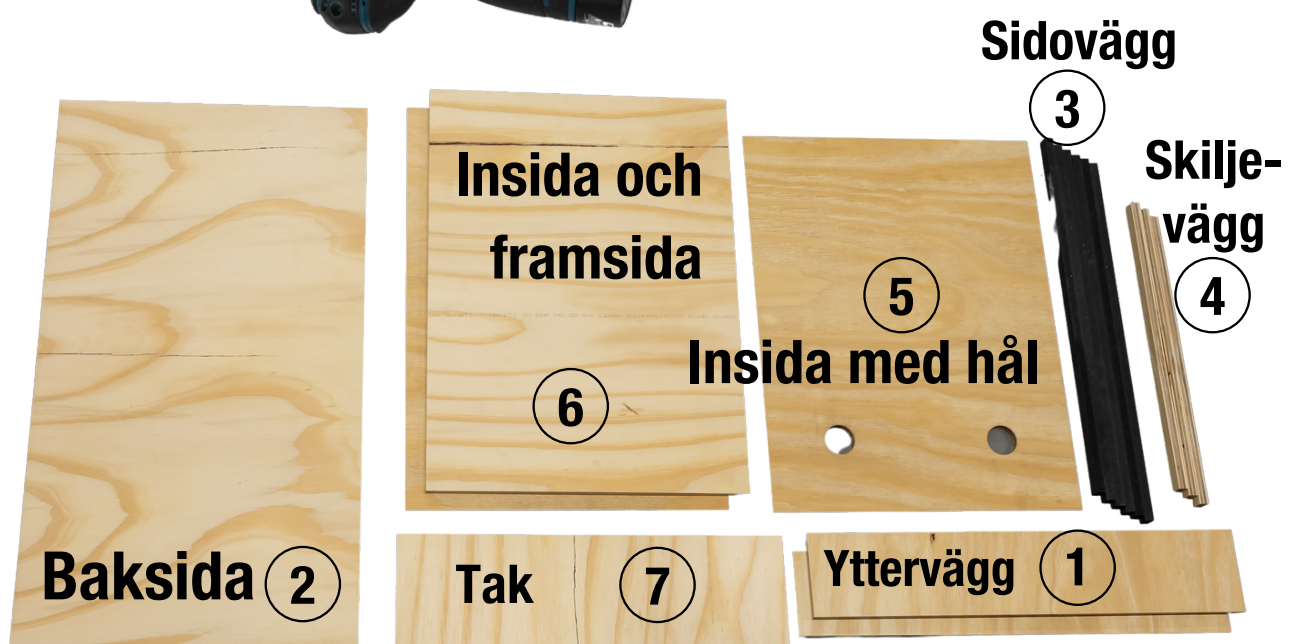 Sidovägg
3
Skilje-
vägg
4
Insida och
framsida
6
5
Insida med hål
Baksida 2
Tak 7
Yttervägg 1